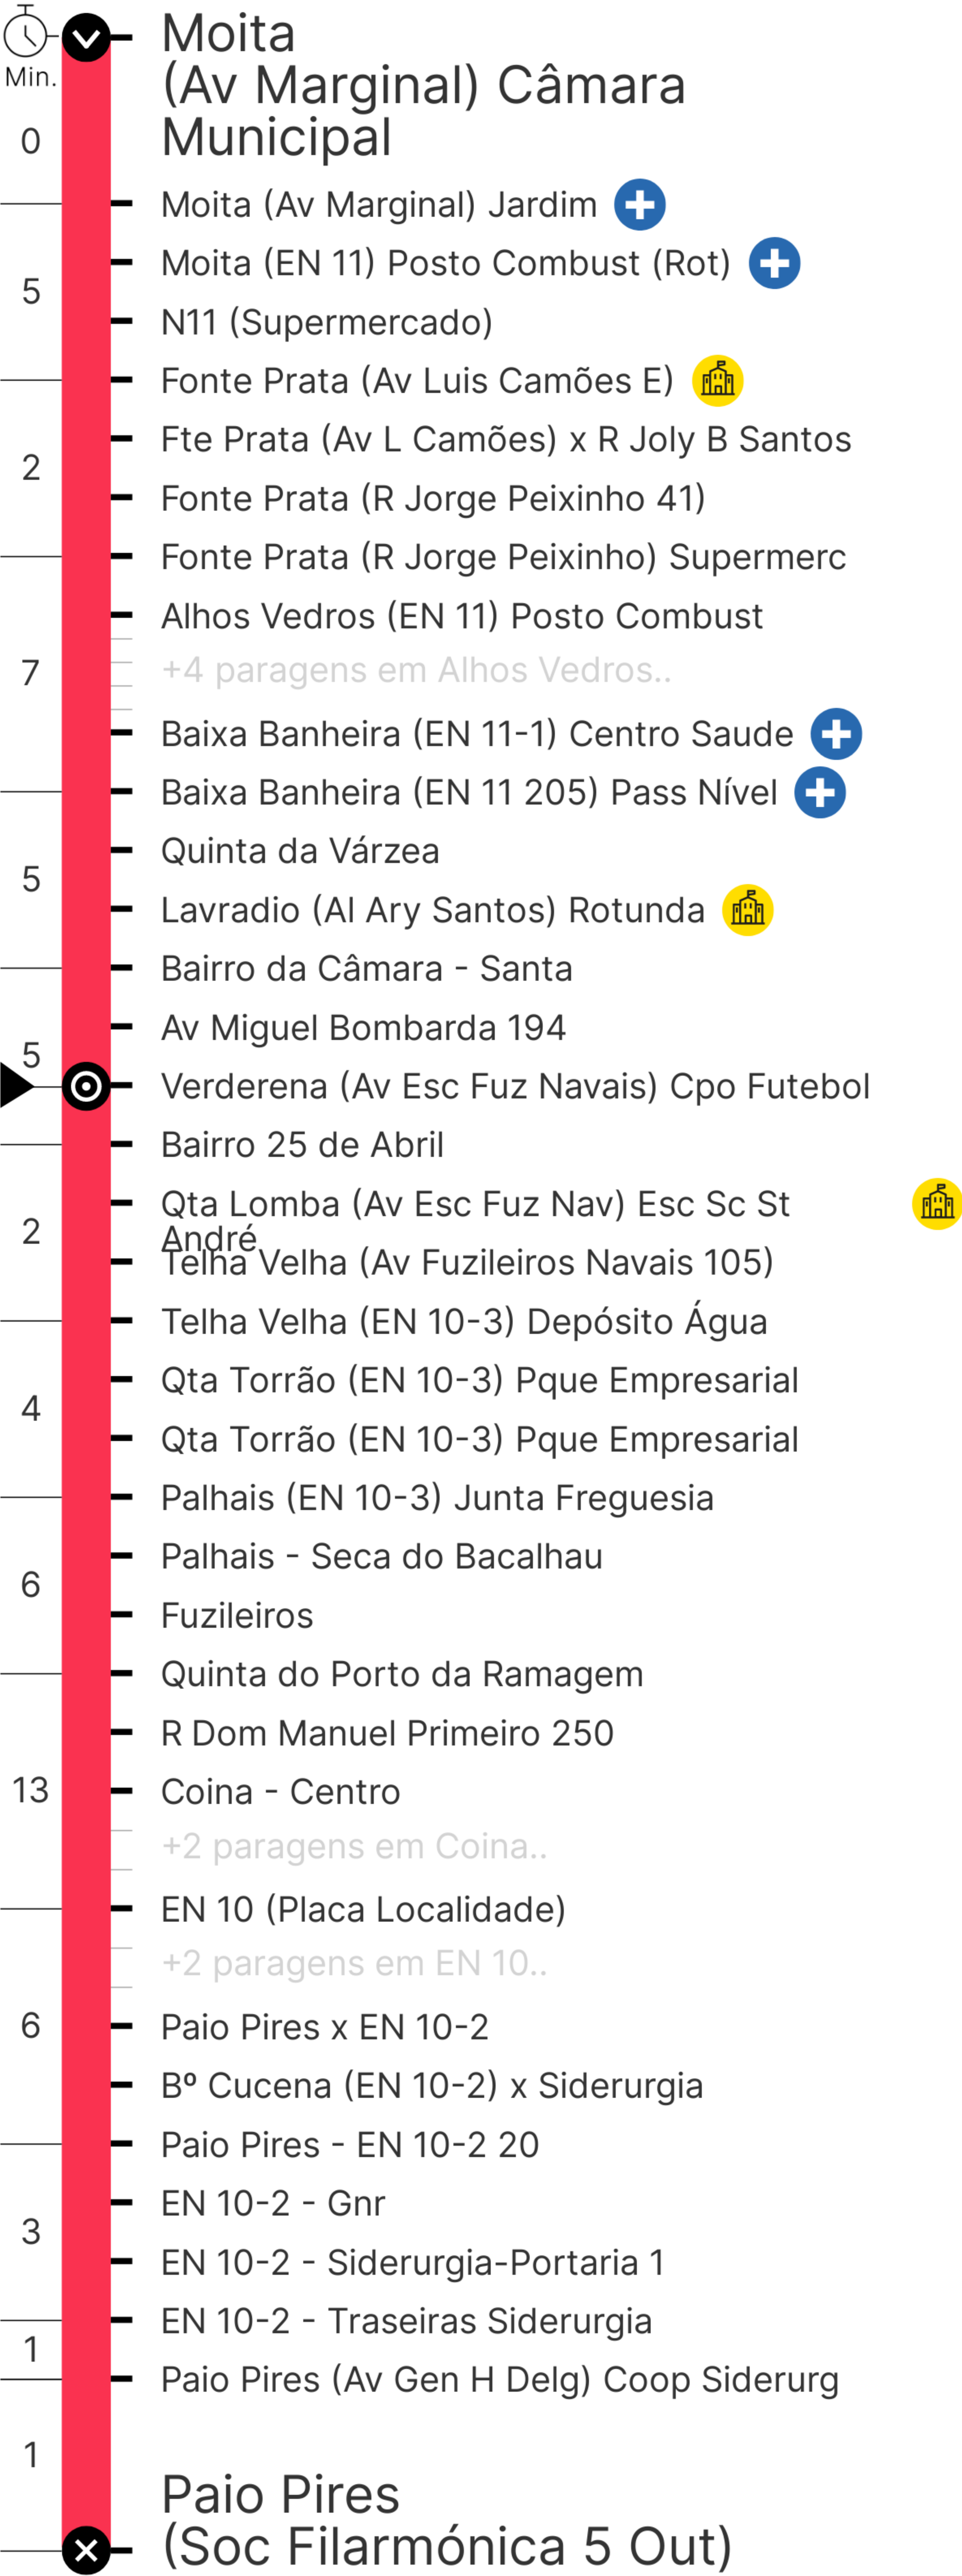 Moita
Min.
(Av Marginal) Câmara
Municipal
0
Moita (Av Marginal) Jardim
Moita (EN 11) Posto Combust (Rot)
5
N11 (Supermercado)
Fonte Prata (Av Luis Camões E)
Fte Prata (Av L Camões) x R Joly B Santos
2
Fonte Prata (R Jorge Peixinho 41)
Fonte Prata (R Jorge Peixinho) Supermerc
Alhos Vedros (EN 11) Posto Combust
7
+4 paragens em Alhos Vedros..
Baixa Banheira (EN 11-1) Centro Saude
Baixa Banheira (EN 11 205) Pass Nível
Quinta da Várzea
5
Lavradio (Al Ary Santos) Rotunda
Bairro da Câmara - Santa
Av Miguel Bombarda 194
5
Verderena (Av Esc Fuz Navais) Cpo Futebol
Bairro 25 de Abril
Qta Lomba (Av Esc Fuz Nav) Esc Sc St
André
2
Telha Velha (Av Fuzileiros Navais 105)
Telha Velha (EN 10-3) Depósito Água
Qta Torrão (EN 10-3) Pque Empresarial
4
Qta Torrão (EN 10-3) Pque Empresarial
Palhais (EN 10-3) Junta Freguesia
Palhais - Seca do Bacalhau
6
Fuzileiros
Quinta do Porto da Ramagem
R Dom Manuel Primeiro 250
13
Coina - Centro
+2 paragens em Coina..
EN 10 (Placa Localidade)
+2 paragens em EN 10..
6
Paio Pires x EN 10-2
Bº Cucena (EN 10-2) x Siderurgia
Paio Pires - EN 10-2 20
EN 10-2 - Gnr
3
EN 10-2 - Siderurgia-Portaria 1
EN 10-2 - Traseiras Siderurgia
1
Paio Pires (Av Gen H Delg) Coop Siderurg
1
Paio Pires
(Soc Filarmónica 5 Out)